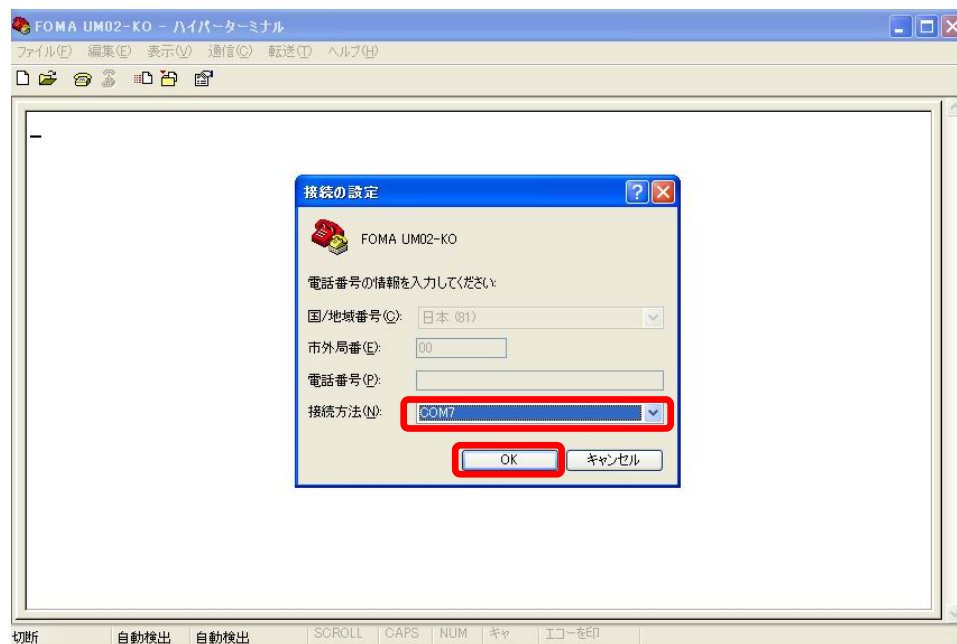 FOMA UM02-KO - ハイパーターミナル
ファイル(F) 編集(E) 表示(V) 通信(C) 転送(T) ヘルプ(H)
接続の設定
FOMA UM02-KO
電話番号の情報を入力してください:
国/地域番号(C): 日本 (81)
市外局番(E): 00
電話番号(P):
接続方法(N): COM7
OK キャンセル
切断 自動検出 自動検出 SCROLL CAPS NUM キャ エコーを印